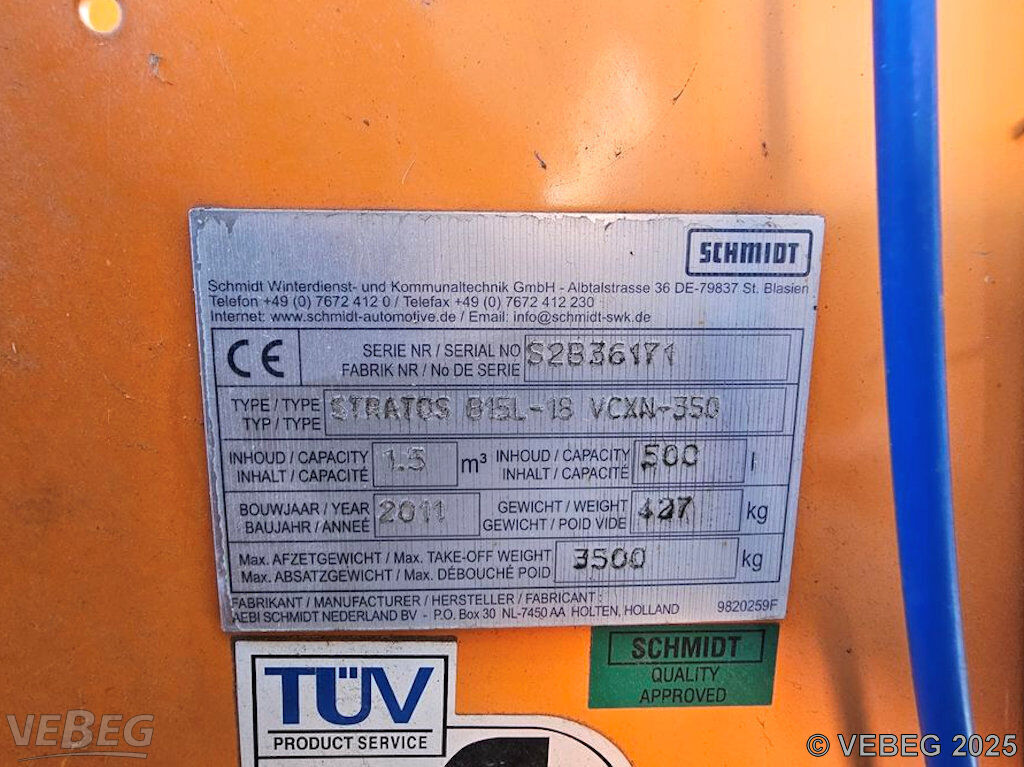 SCHMIDT
Schmidt Winterdienst- und Kommunaltechnik GmbH - Albtalstrasse 36 DE-79837 St. Blasien
Telefon +49 (0) 7672 412 0 / Telefax +49 (0) 7672 412 230
Internet: www.schmidt-automotive.de / Email: info@schmidt-swk.de
CE
SERIE NR / SERIAL NO
FABRIK NR / No DE SERIE
S2B36171
TYPE / TYPE
TYP / TYPE
STRATOS B15L-18 VCXN-350
INHOUD / CAPACITY
INHALT / CAPACITÉ
1.5 m³
INHOUD / CAPACITY
INHALT / CAPACITÉ
500 l
BOUWJAAR / YEAR
BAUJAHR / ANNEÉ
2011
GEWICHT / WEIGHT
GEWICHT / POID VIDE
427 kg
Max. AFZETGEWICHT / Max. TAKE-OFF WEIGHT
Max. ABSATZGEWICHT / Max. DÉBOUCHÉ POID
3500 kg
FABRIKANT / MANUFACTURER / HERSTELLER / FABRICANT :
AEBI SCHMIDT NEDERLAND BV - P.O. Box 30 NL-7450 AA HOLTEN, HOLLAND
9820259F
TÜV
PRODUCT SERVICE
SCHMIDT
QUALITY
APPROVED
VEBEG
© VEBEG 2025